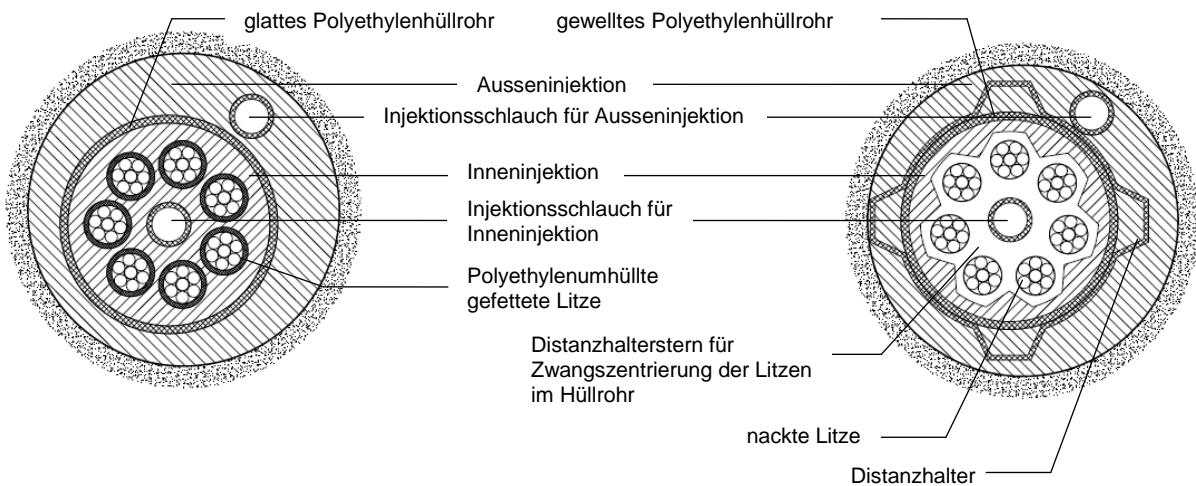 glattes Polyethylenhüllrohr
gewelltes Polyethylenhüllrohr
Ausseninjektion
Injektionsschlauch für Ausseninjektion
Inneninjektion
Injektionsschlauch für
Inneninjektion
Polyethylenumhüllte
gefettete Litze
Distanzhalterstern für
Zwangszentrierung der Litzen
im Hüllrohr
nackte Litze
Distanzhalter